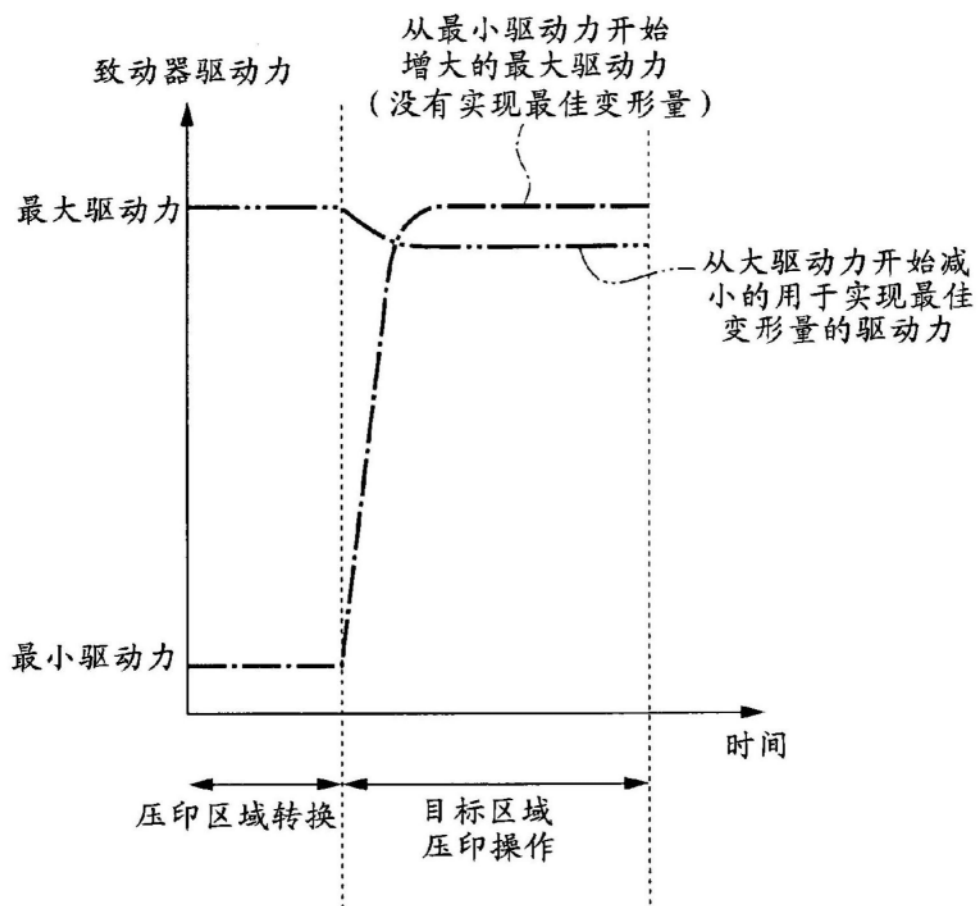 从最小驱动力开始
增大的最大驱动力
(没有实现最佳变形量)
致动器驱动力
最大驱动力
从大驱动力开始减
小的用于实现最佳
变形量的驱动力
最小驱动力
时间
压印区域转换
目标区域
压印操作